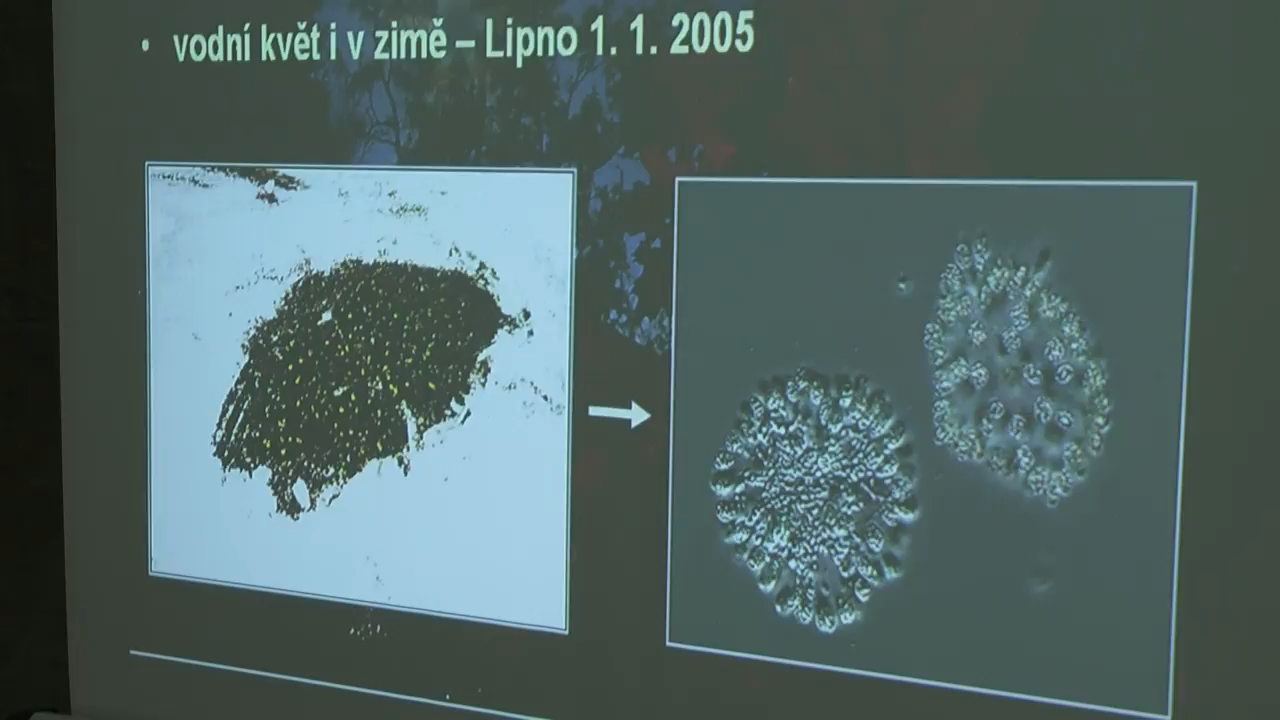 • vodní květ i v zimě – Lipno 1. 1. 2005